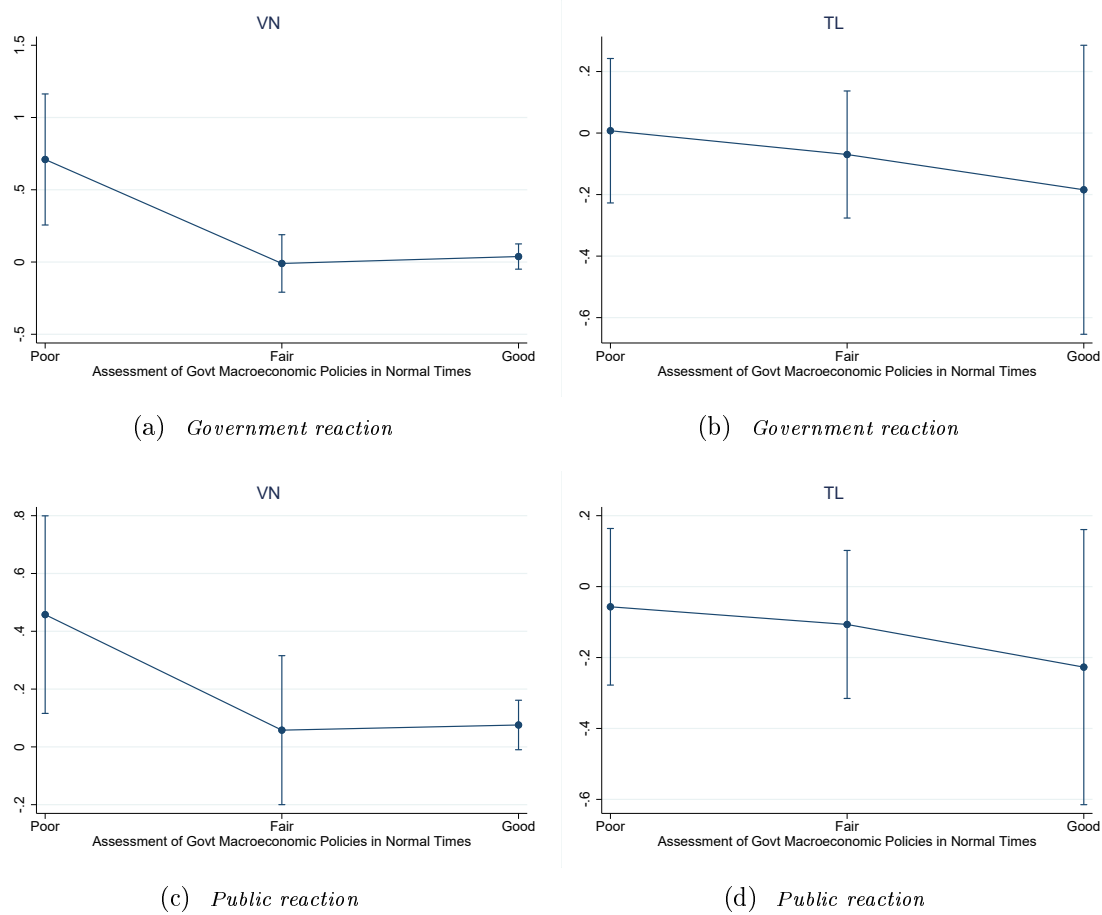 VN
1.5
1
.5
0
-.5
Poor Fair Good
Assessment of Govt Macroeconomic Policies in Normal Times
(a) Government reaction
TL
.2
0
-.2
-.4
-.6
Poor Fair Good
Assessment of Govt Macroeconomic Policies in Normal Times
(b) Government reaction
VN
.8
.6
.4
.2
0
-.2
Poor Fair Good
Assessment of Govt Macroeconomic Policies in Normal Times
(c) Public reaction
TL
.2
0
-.2
-.4
-.6
Poor Fair Good
Assessment of Govt Macroeconomic Policies in Normal Times
(d) Public reaction